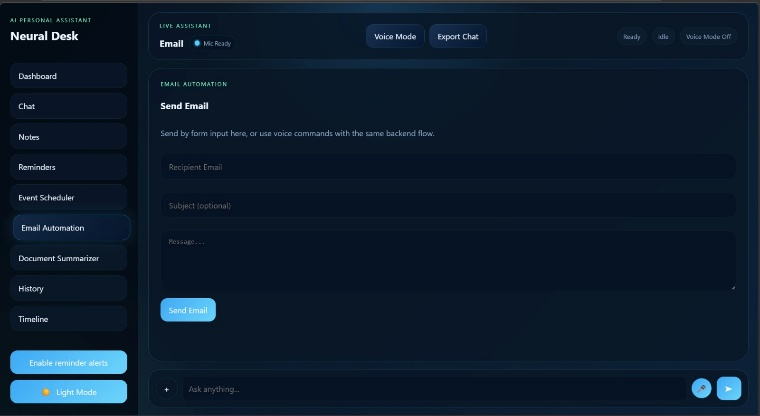 AI PERSONAL ASSISTANT
Neural Desk
Dashboard
Chat
Notes
Reminders
Event Scheduler
Email Automation
Document Summarizer
History
Timeline
Enable reminder alerts
Light Mode
LIVE ASSISTANT
Email
Mic Ready
Voice Mode
Export Chat
Ready
Idle
Voice Mode Off
EMAIL AUTOMATION
Send Email
Send by form input here, or use voice commands with the same backend flow.
Recipient Email
Subject (optional)
Message...
Send Email
+
Ask anything...